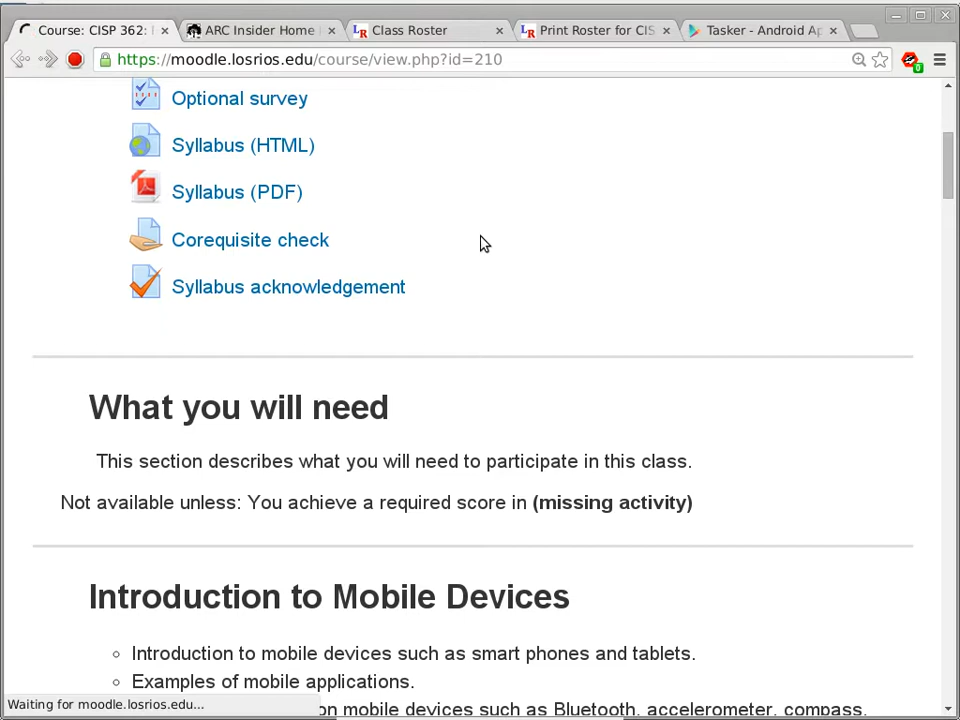 Course: CISP 362:
ARC Insider Home
Class Roster
Print Roster for CIS
Tasker - Android Ap
https://moodle.losrios.edu/course/view.php?id=210
0
Optional survey
Syllabus (HTML)
Syllabus (PDF)
Corequisite check
Syllabus acknowledgement
What you will need
This section describes what you will need to participate in this class.
Not available unless: You achieve a required score in (missing activity)
Introduction to Mobile Devices
Introduction to mobile devices such as smart phones and tablets.
Examples of mobile applications.
on mobile devices such as Bluetooth, accelerometer, compass,
Waiting for moodle.losrios.edu...